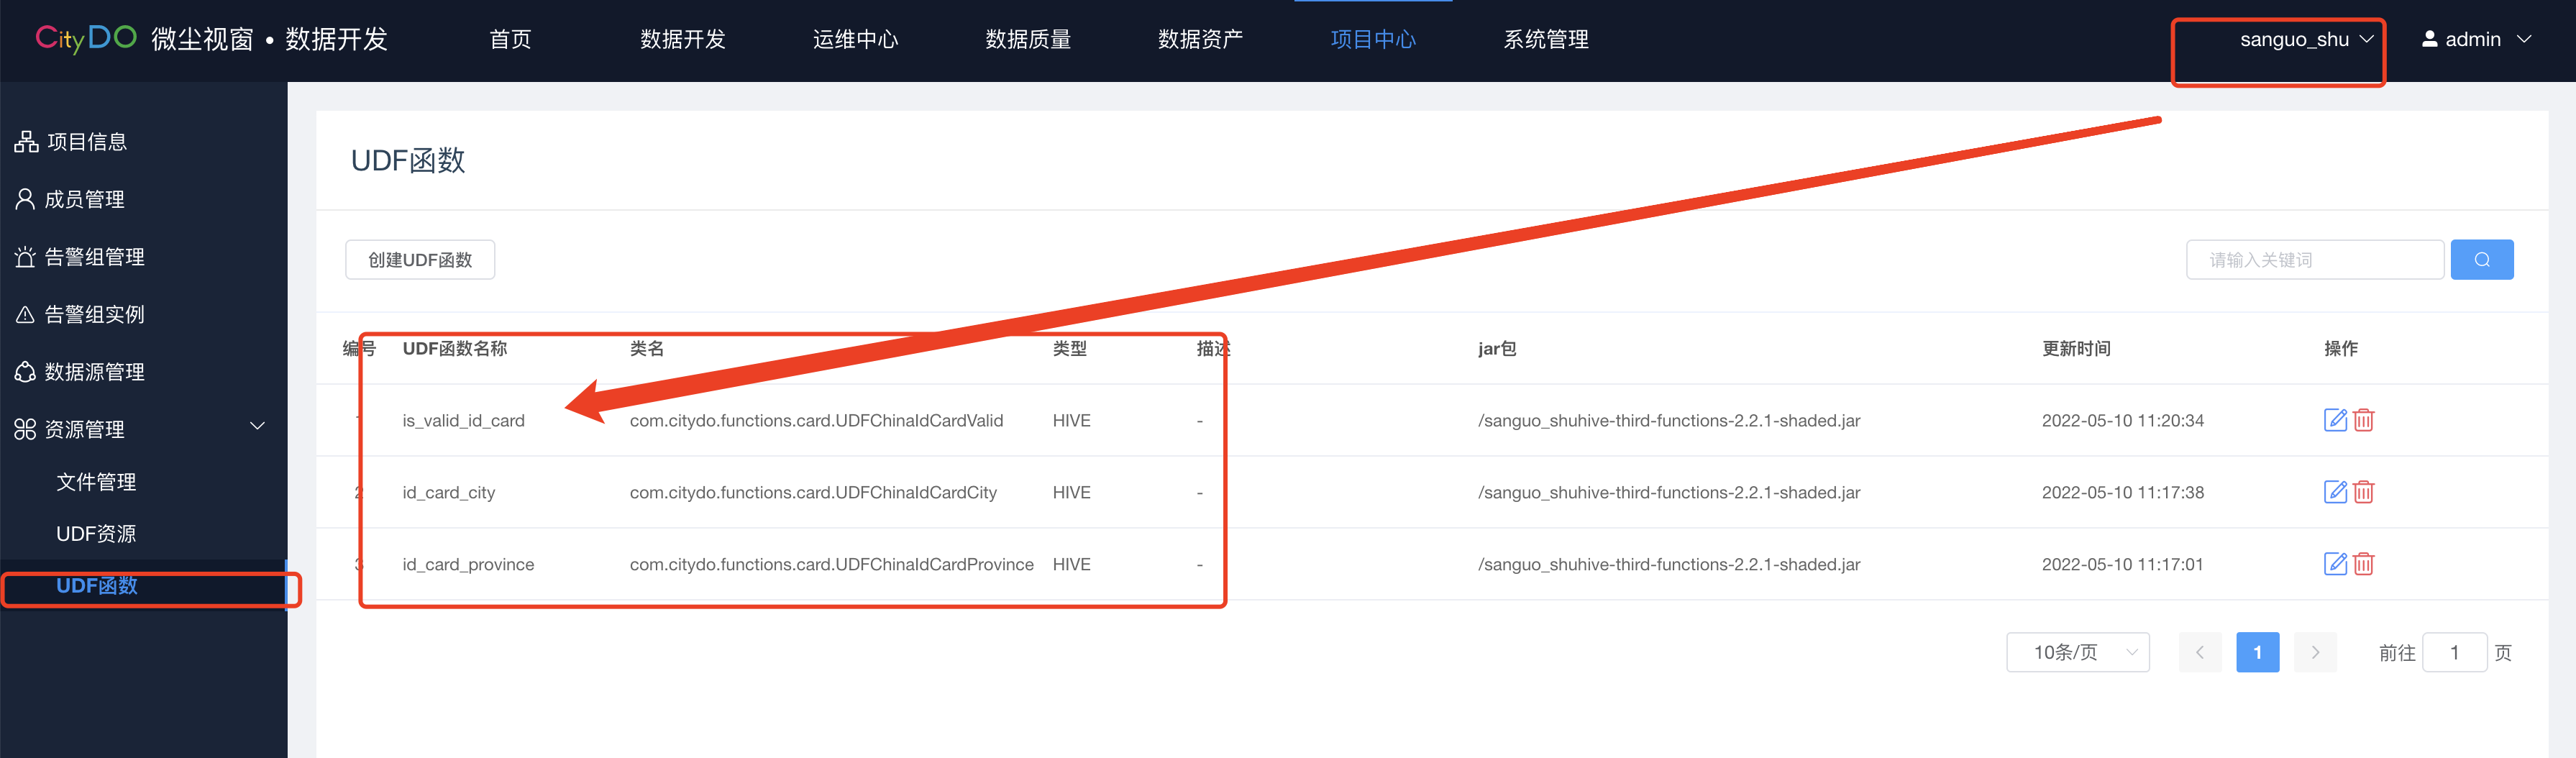 CityDO 微尘视窗 • 数据开发 首页 数据开发 运维中心 数据质量 数据资产 项目中心 系统管理 sanguo_shu admin
项目信息
成员管理
告警组管理
告警组实例
数据源管理
资源管理
文件管理
UDF资源
UDF函数
UDF函数
创建UDF函数 请输入关键词
编号 UDF函数名称 类名 类型 描述 jar包 更新时间 操作
1 is_valid_id_card com.citydo.functions.card.UDFChinaIdCardValid HIVE - /sanguo_shuhive-third-functions-2.2.1-shaded.jar 2022-05-10 11:20:34
2 id_card_city com.citydo.functions.card.UDFChinaIdCardCity HIVE - /sanguo_shuhive-third-functions-2.2.1-shaded.jar 2022-05-10 11:17:38
3 id_card_province com.citydo.functions.card.UDFChinaIdCardProvince HIVE - /sanguo_shuhive-third-functions-2.2.1-shaded.jar 2022-05-10 11:17:01
10条/页 1 前往 1 页